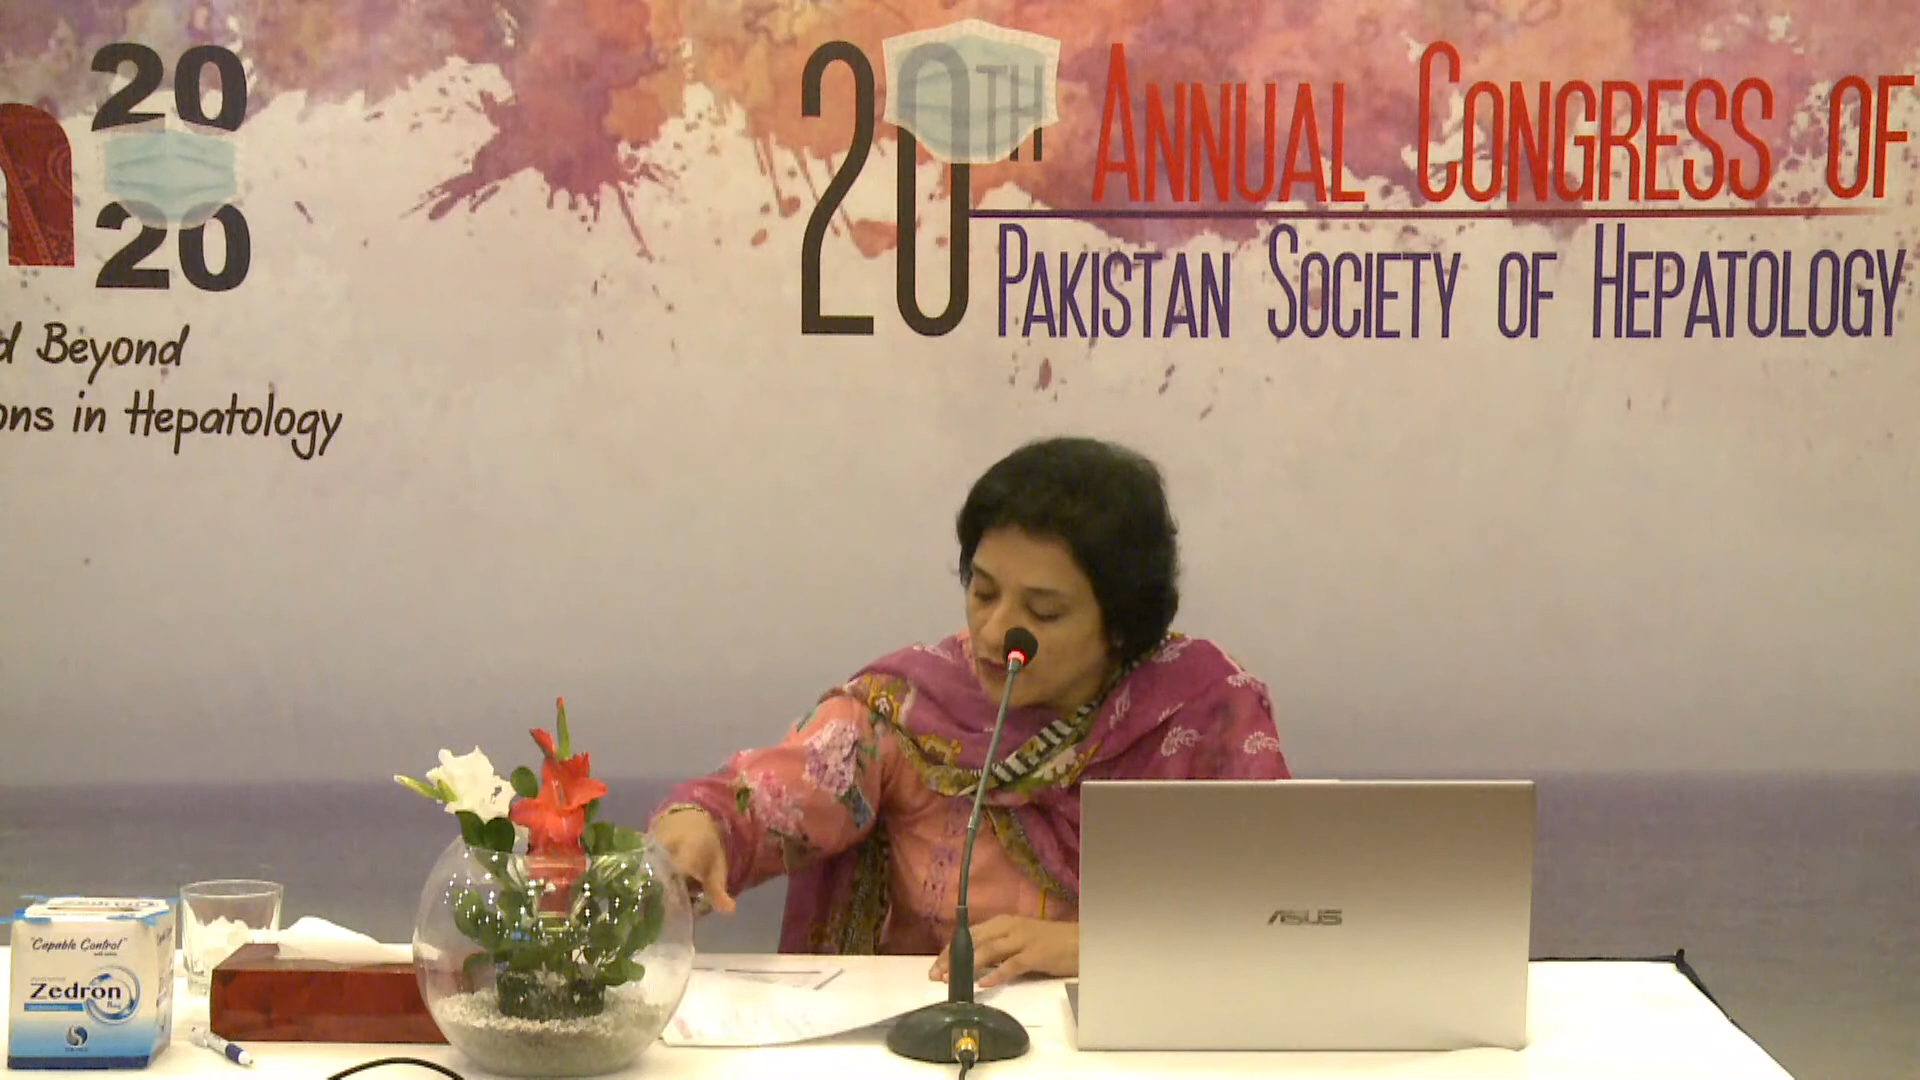 20
20
d Beyond
ons in Hepatology
20TH ANNUAL CONGRESS OF
PAKISTAN SOCIETY OF HEPATOLOGY
"Capable Control"
Zedron
ASUS